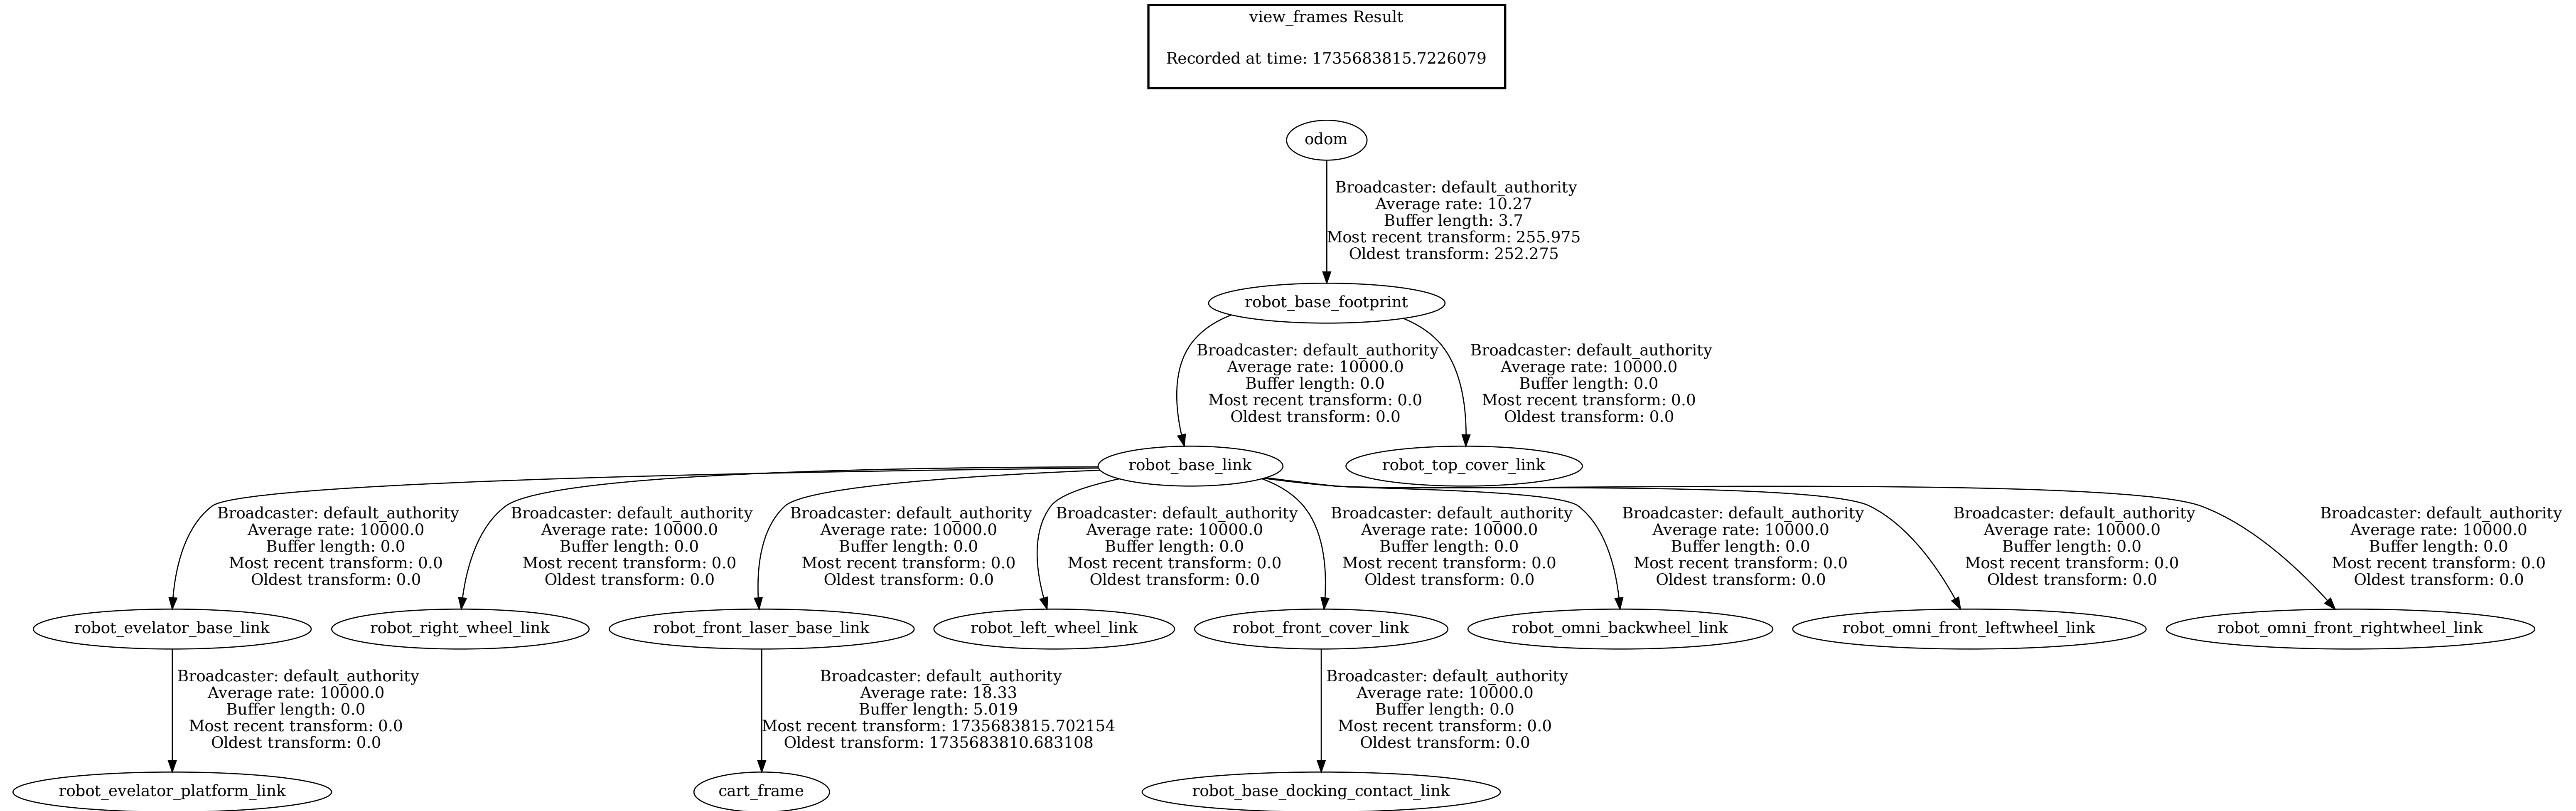 view_frames Result
Recorded at time: 1735683815.7226079
odom
Broadcaster: default_authority
Average rate: 10.27
Buffer length: 3.7
Most recent transform: 255.975
Oldest transform: 252.275
robot_base_footprint
Broadcaster: default_authority
Average rate: 10000.0
Buffer length: 0.0
Most recent transform: 0.0
Oldest transform: 0.0
Broadcaster: default_authority
Average rate: 10000.0
Buffer length: 0.0
Most recent transform: 0.0
Oldest transform: 0.0
robot_base_link
robot_top_cover_link
Broadcaster: default_authority
Average rate: 10000.0
Buffer length: 0.0
Most recent transform: 0.0
Oldest transform: 0.0
Broadcaster: default_authority
Average rate: 10000.0
Buffer length: 0.0
Most recent transform: 0.0
Oldest transform: 0.0
Broadcaster: default_authority
Average rate: 10000.0
Buffer length: 0.0
Most recent transform: 0.0
Oldest transform: 0.0
Broadcaster: default_authority
Average rate: 10000.0
Buffer length: 0.0
Most recent transform: 0.0
Oldest transform: 0.0
Broadcaster: default_authority
Average rate: 10000.0
Buffer length: 0.0
Most recent transform: 0.0
Oldest transform: 0.0
Broadcaster: default_authority
Average rate: 10000.0
Buffer length: 0.0
Most recent transform: 0.0
Oldest transform: 0.0
Broadcaster: default_authority
Average rate: 10000.0
Buffer length: 0.0
Most recent transform: 0.0
Oldest transform: 0.0
Broadcaster: default_authority
Average rate: 10000.0
Buffer length: 0.0
Most recent transform: 0.0
Oldest transform: 0.0
robot_evelator_base_link
robot_right_wheel_link
robot_front_laser_base_link
robot_left_wheel_link
robot_front_cover_link
robot_omni_backwheel_link
robot_omni_front_leftwheel_link
robot_omni_front_rightwheel_link
Broadcaster: default_authority
Average rate: 10000.0
Buffer length: 0.0
Most recent transform: 0.0
Oldest transform: 0.0
Broadcaster: default_authority
Average rate: 18.33
Buffer length: 5.019
Most recent transform: 1735683815.702154
Oldest transform: 1735683810.683108
Broadcaster: default_authority
Average rate: 10000.0
Buffer length: 0.0
Most recent transform: 0.0
Oldest transform: 0.0
robot_evelator_platform_link
cart_frame
robot_base_docking_contact_link